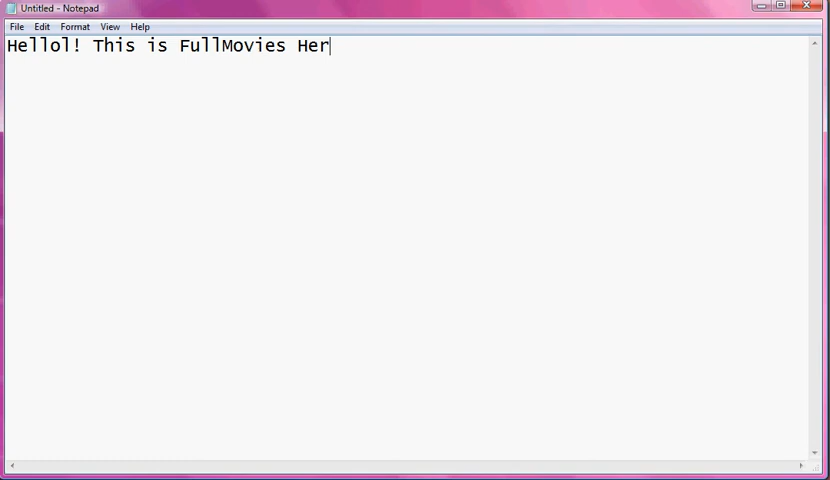 Untitled - Notepad
File Edit Format View Help
Hellol! This is FullMovies Her